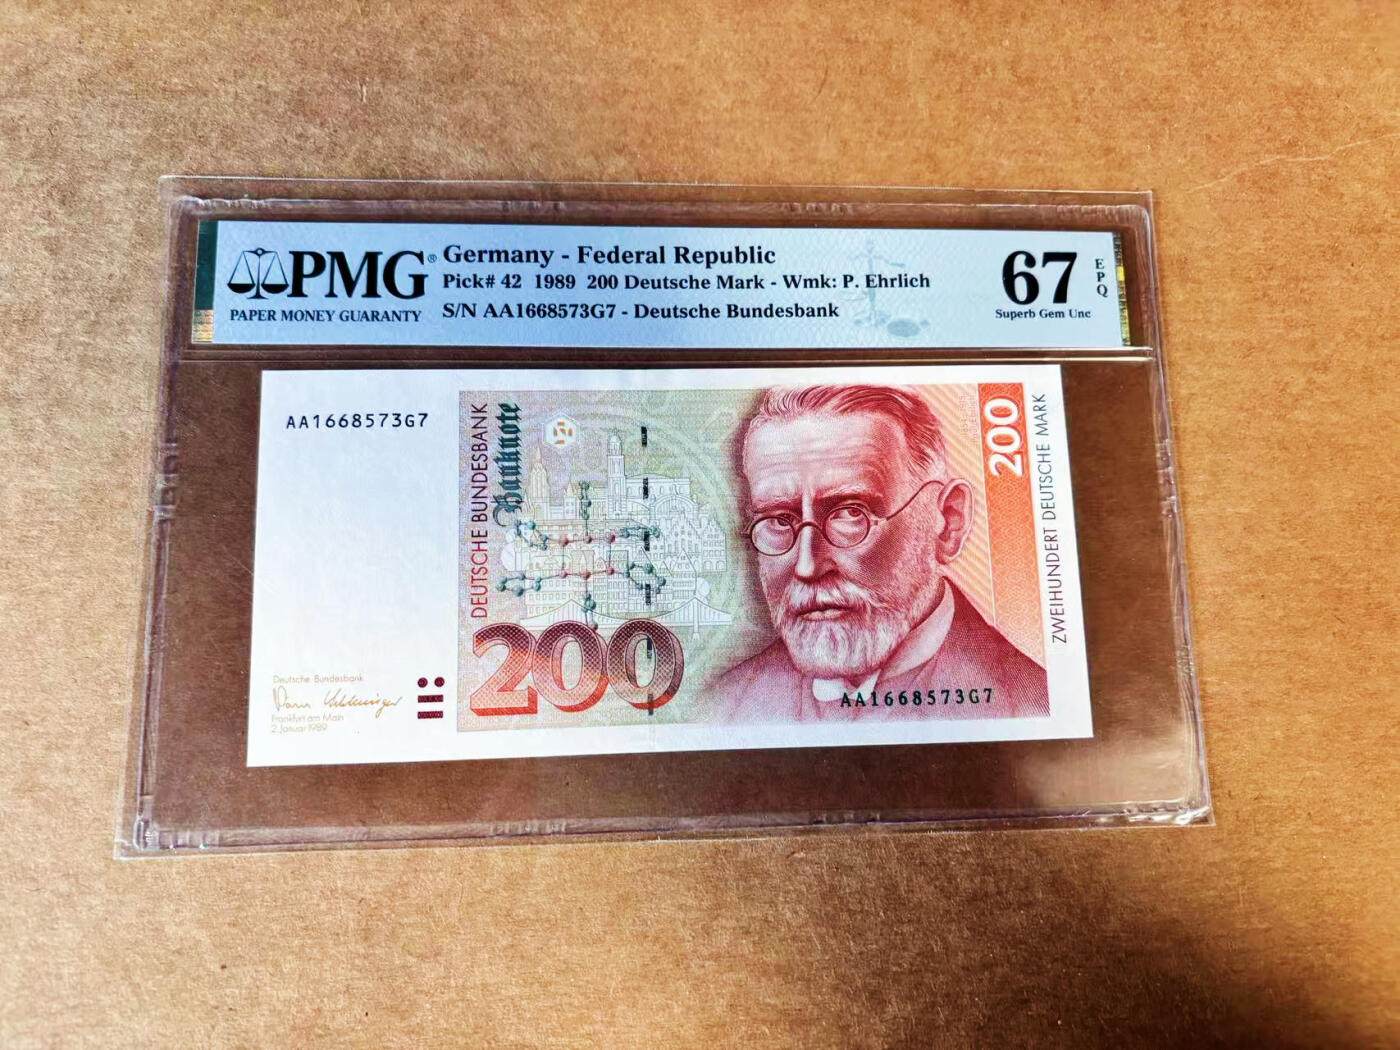 PMG®
PAPER MONEY GUARANTY
Germany - Federal Republic
Pick# 42 1989 200 Deutsche Mark - Wmk: P. Ehrlich
S/N AA1668573G7 - Deutsche Bundesbank
67
EPQ
Superb Gem Unc
AA1668573G7
DEUTSCHE BUNDESBANK
Banknote
200
ZWEIHUNDERT DEUTSCHE MARK
200
AA1668573G7
Deutsche Bundesbank
Frankfurt am Main
2. Januar 1989